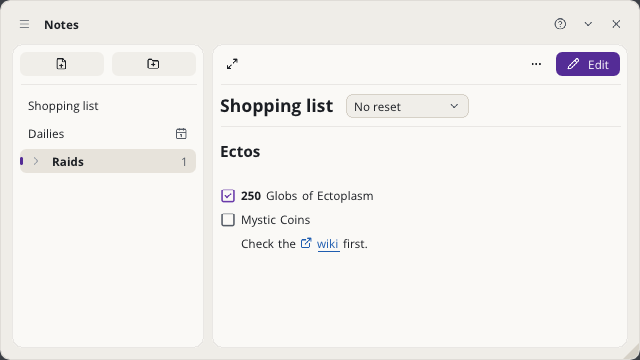 Notes
Shopping list
Dailies
Raids 1
Edit
Shopping list No reset
Ectos
250 Globs of Ectoplasm
Mystic Coins
Check the wiki first.